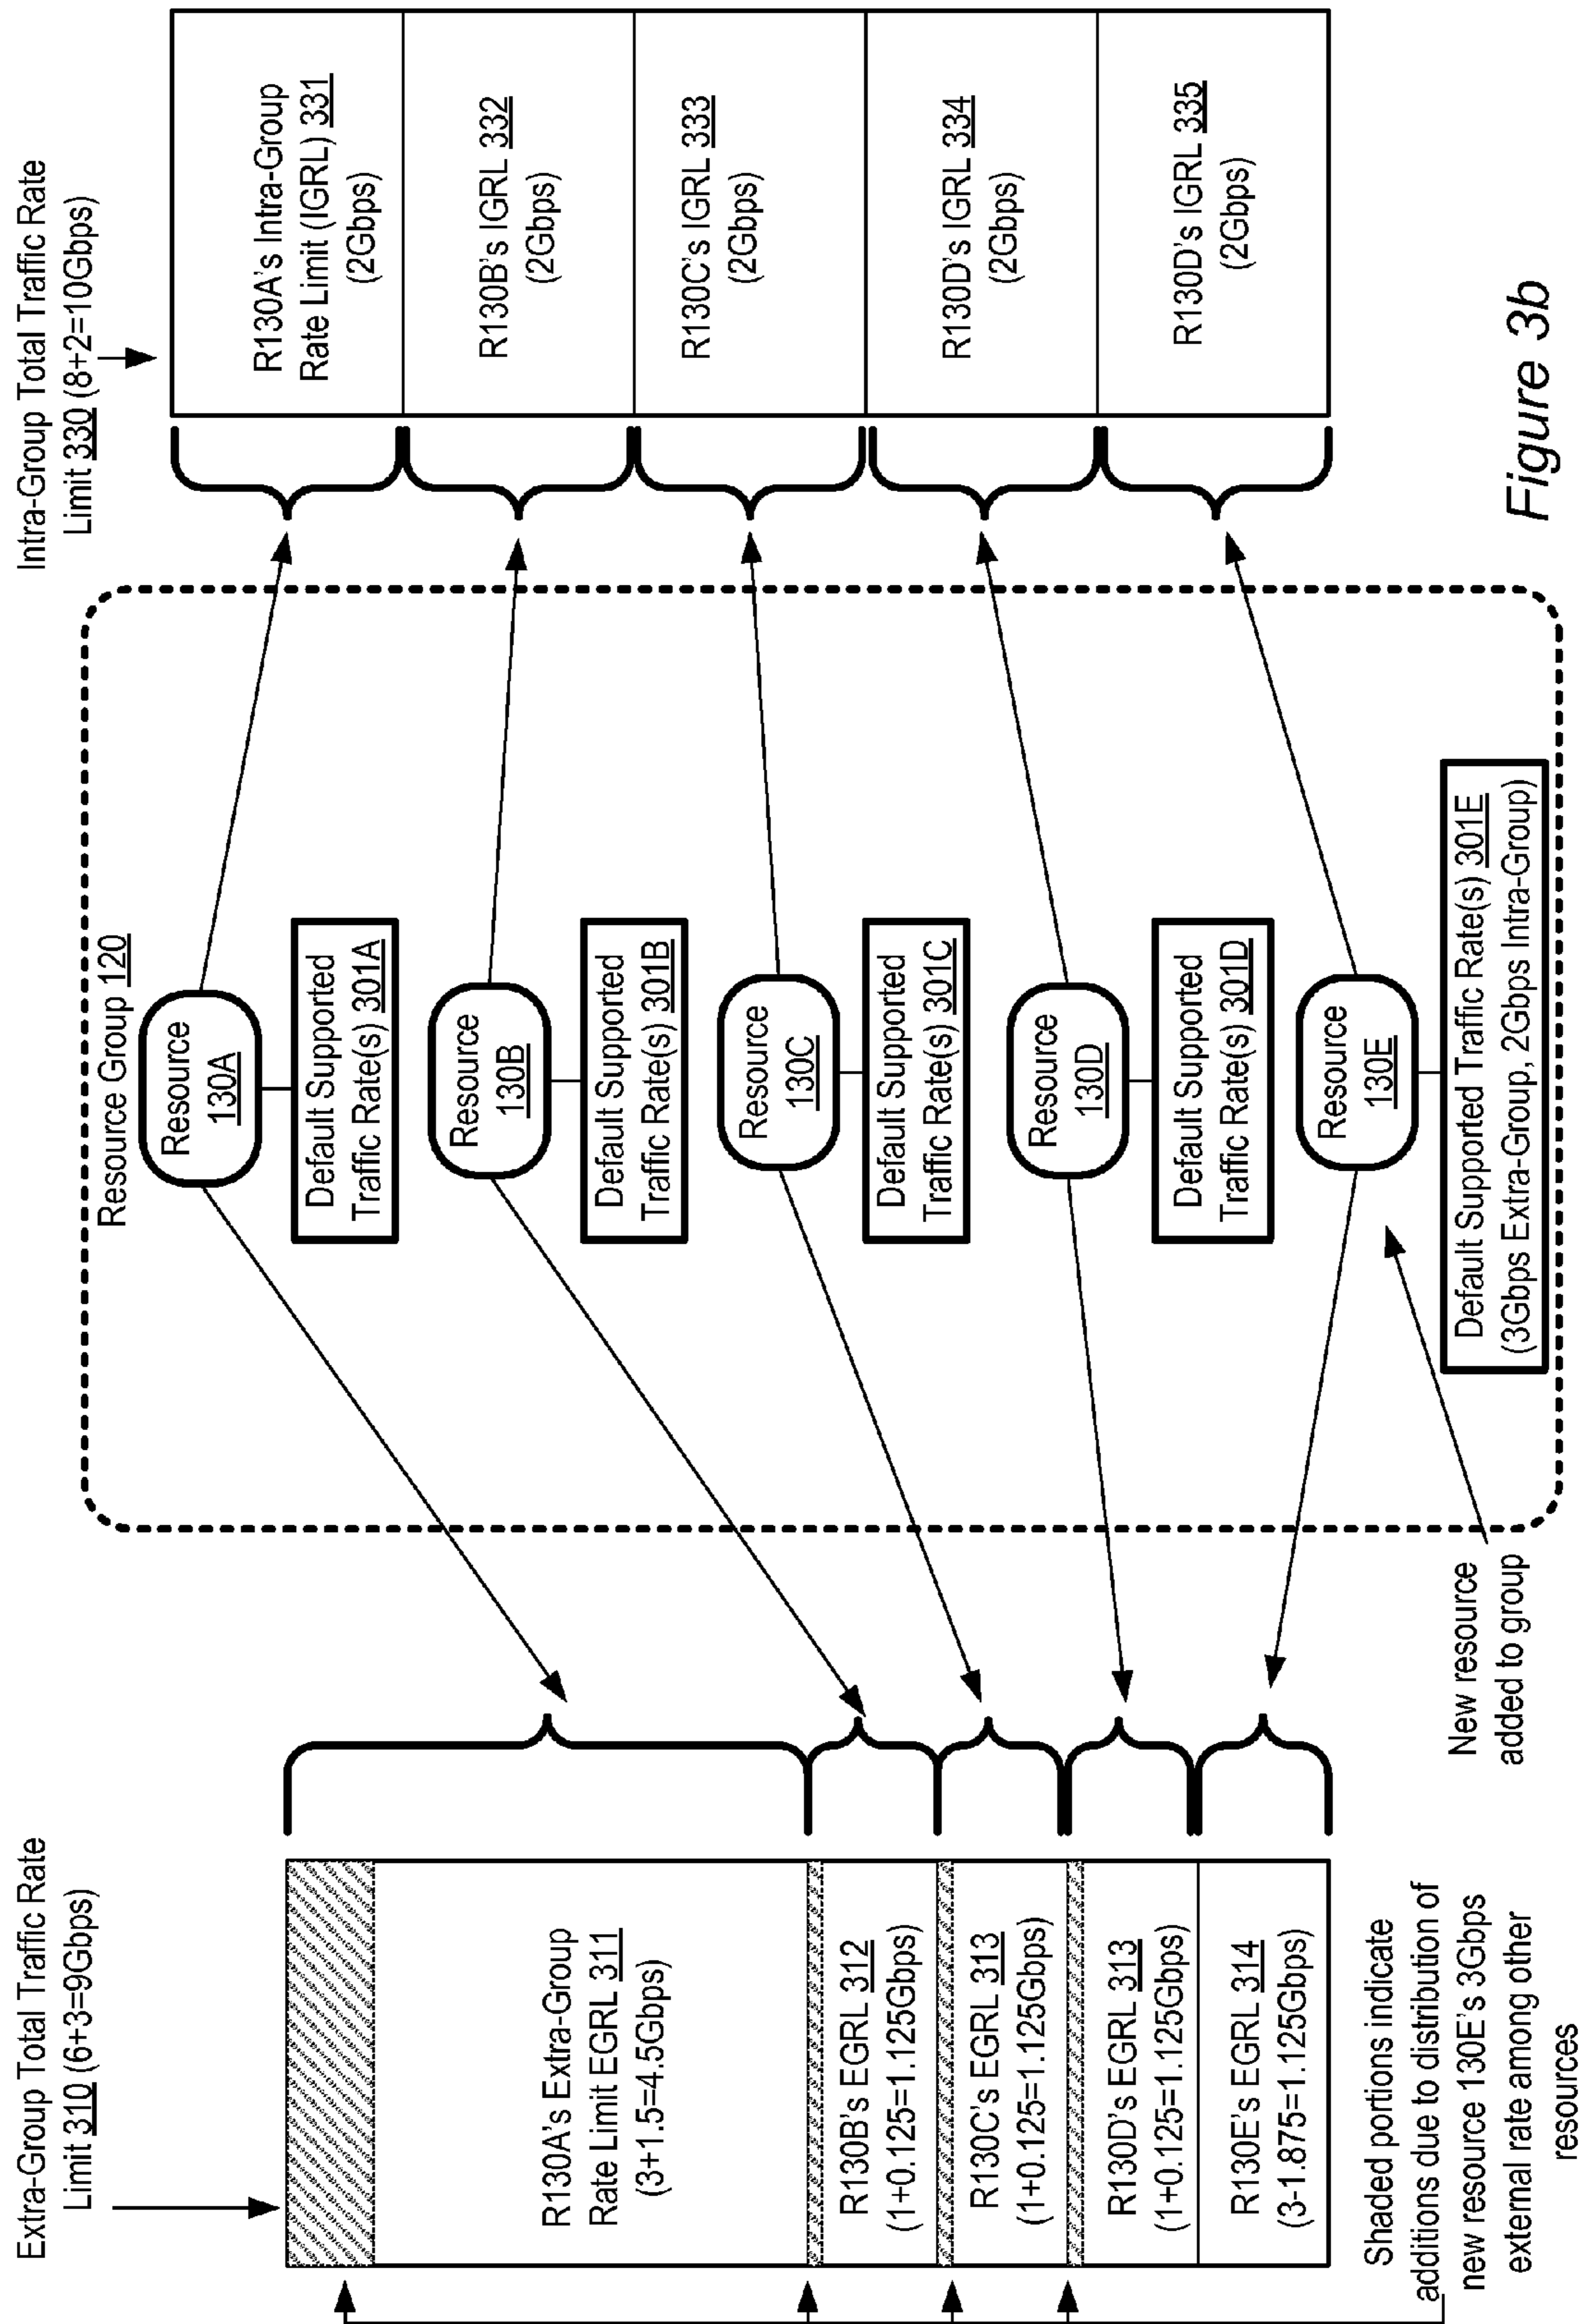 Extra-Group Total Traffic Rate
Limit 310 (6+3=9Gbps)
R130A's Extra-Group
Rate Limit EGRL 311
(3+1.5=4.5Gbps)
R130B's EGRL 312
(1+0.125=1.125Gbps)
R130C's EGRL 313
(1+0.125=1.125Gbps)
R130D's EGRL 313
(1+0.125=1.125Gbps)
R130E's EGRL 314
(3-1.875=1.125Gbps)
Shaded portions indicate
additions due to distribution of
new resource 130E's 3Gbps
external rate among other
resources
New resource
added to group
Resource Group 120
Resource
130A
Default Supported
Traffic Rate(s) 301A
Resource
130B
Default Supported
Traffic Rate(s) 301B
Resource
130C
Default Supported
Traffic Rate(s) 301C
Resource
130D
Default Supported
Traffic Rate(s) 301D
Resource
130E
Default Supported Traffic Rate(s) 301E
(3Gbps Extra-Group, 2Gbps Intra-Group)
Intra-Group Total Traffic Rate
Limit 330 (8+2=10Gbps)
R130A's Intra-Group
Rate Limit (IGRL) 331
(2Gbps)
R130B's IGRL 332
(2Gbps)
R130C's IGRL 333
(2Gbps)
R130D's IGRL 334
(2Gbps)
R130D's IGRL 335
(2Gbps)
Figure 3b